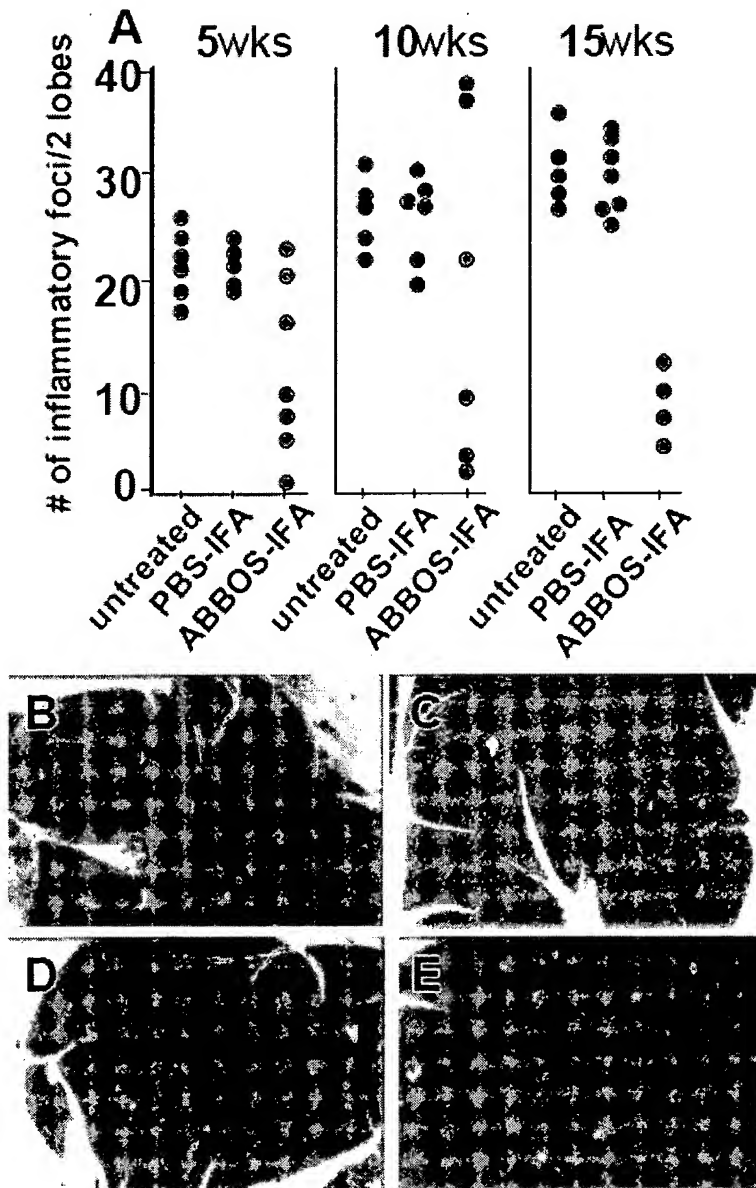 A
5wks 10wks 15wks
# of inflammatory foci/2 lobes
40
30
20
10
0
untreated
PBS-IFA
ABBOS-IFA
untreated
PBS-IFA
ABBOS-IFA
untreated
PBS-IFA
ABBOS-IFA
B
C
D
E